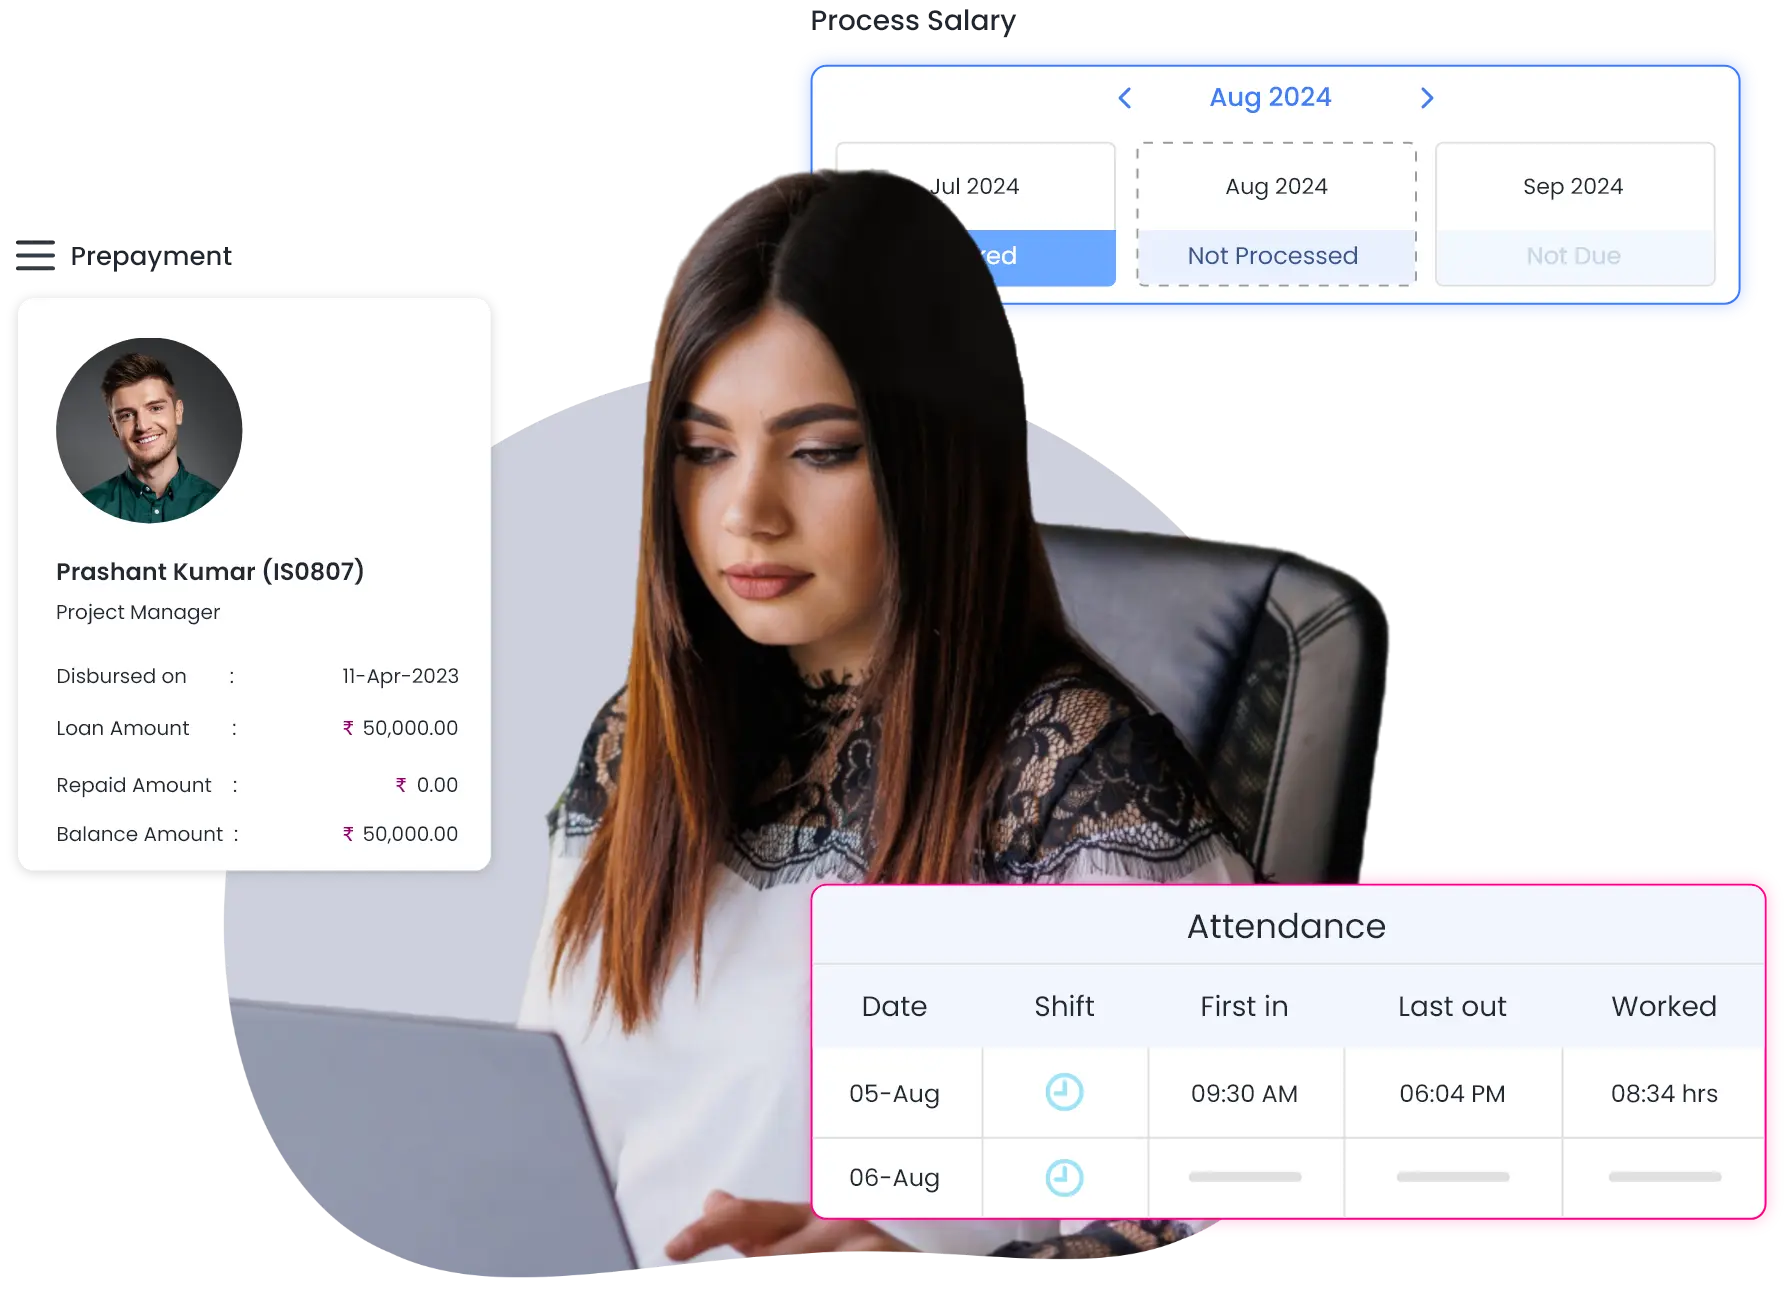 Process Salary
Aug 2024
Jul 2024 Aug 2024 Sep 2024
Not Processed Not Due
Prepayment
Prashant Kumar (IS0807)
Project Manager
Disbursed on : 11-Apr-2023
Loan Amount : ₹ 50,000.00
Repaid Amount : ₹ 0.00
Balance Amount : ₹ 50,000.00
Attendance
Date Shift First in Last out Worked
05-Aug 09:30 AM 06:04 PM 08:34 hrs
06-Aug